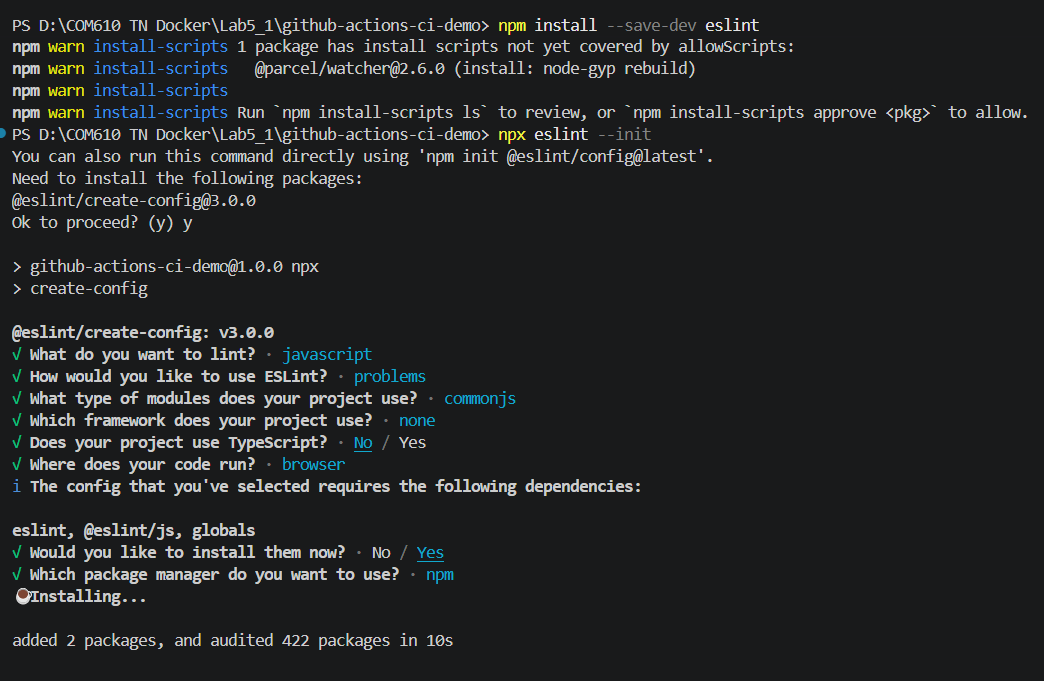 PS D:\COM610 TN Docker\Lab5_1\github-actions-ci-demo> npm install --save-dev eslint
npm warn install-scripts 1 package has install scripts not yet covered by allowScripts:
npm warn install-scripts   @parcel/watcher@2.6.0 (install: node-gyp rebuild)
npm warn install-scripts
npm warn install-scripts Run `npm install-scripts ls` to review, or `npm install-scripts approve <pkg>` to allow.
PS D:\COM610 TN Docker\Lab5_1\github-actions-ci-demo> npx eslint --init
You can also run this command directly using 'npm init @eslint/config@latest'.
Need to install the following packages:
@eslint/create-config@3.0.0
Ok to proceed? (y) y

> github-actions-ci-demo@1.0.0 npx
> create-config

@eslint/create-config: v3.0.0
√ What do you want to lint? · javascript
√ How would you like to use ESLint? · problems
√ What type of modules does your project use? · commonjs
√ Which framework does your project use? · none
√ Does your project use TypeScript? · No / Yes
√ Where does your code run? · browser
i The config that you've selected requires the following dependencies:

eslint, @eslint/js, globals
√ Would you like to install them now? · No / Yes
√ Which package manager do you want to use? · npm
☕Installing...

added 2 packages, and audited 422 packages in 10s